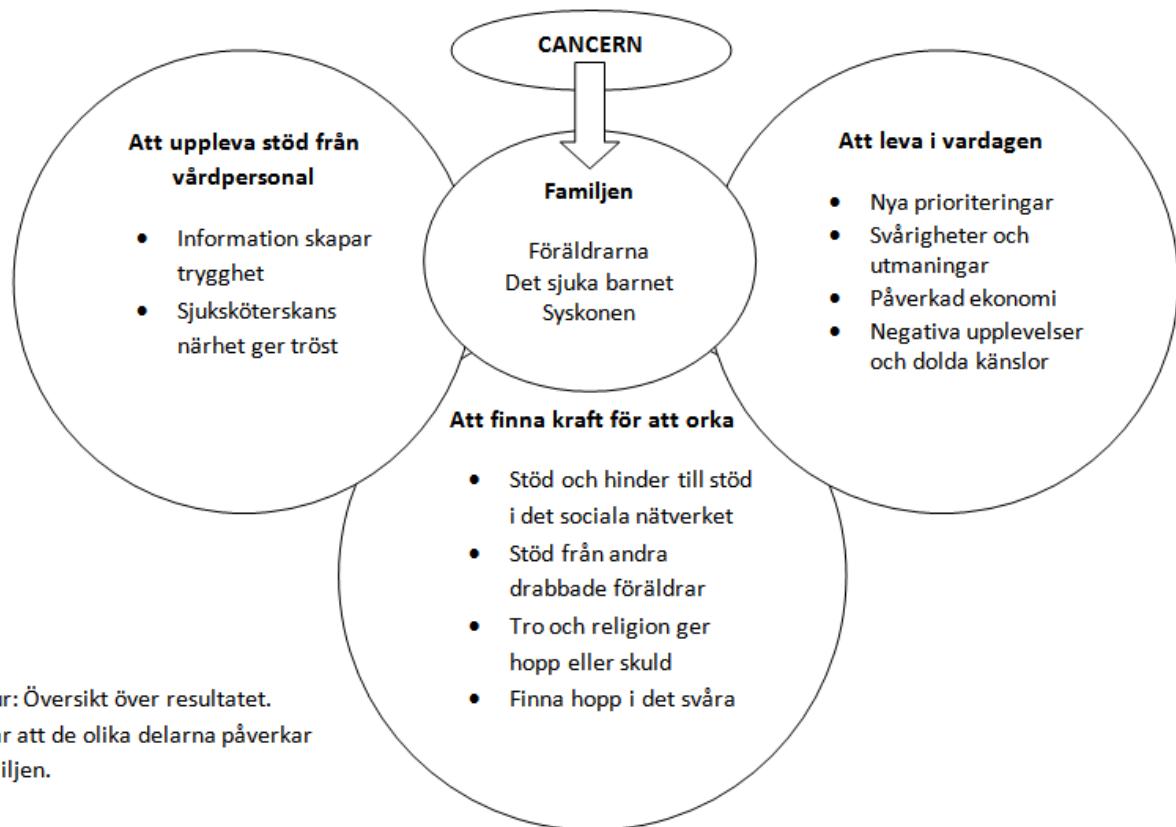 CANCERN
Att uppleva stöd från
vårdpersonal
• Information skapar
trygghet
• Sjuksköterskans
närhet ger tröst
Familjen
Föräldrarna
Det sjuka barnet
Syskonen
Att leva i vardagen
• Nya prioriteringar
• Svårigheter och
utmaningar
• Påverkad ekonomi
• Negativa upplevelser
och dolda känslor
Att finna kraft för att orka
• Stöd och hinder till stöd
i det sociala nätverket
• Stöd från andra
drabbade föräldrar
• Tro och religion ger
hopp eller skuld
• Finna hopp i det svåra
ur: Översikt över resultatet.
ar att de olika delarna påverkar
iljen.